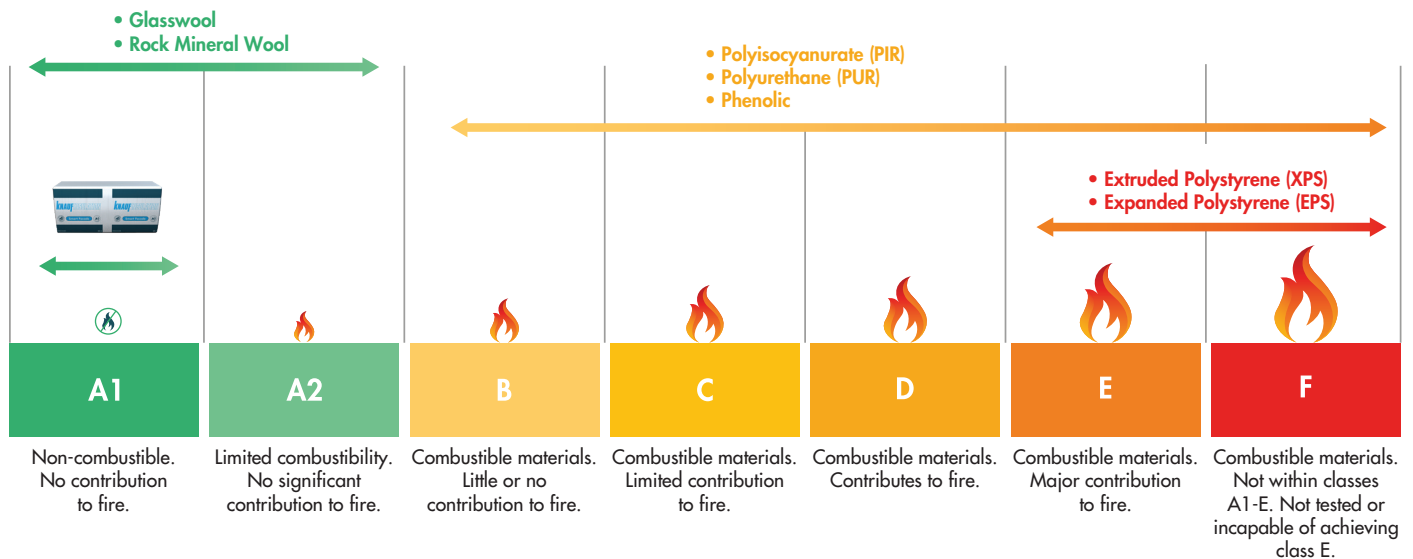 • Glasswool
• Rock Mineral Wool
• Polyisocyanurate (PIR)
• Polyurethane (PUR)
• Phenolic
• Extruded Polystyrene (XPS)
• Expanded Polystyrene (EPS)
A1
A2
B
C
D
E
F
Non-combustible.
No contribution
to fire.
Limited combustibility.
No significant
contribution to fire.
Combustible materials.
Little or no
contribution to fire.
Combustible materials.
Limited contribution
to fire.
Combustible materials.
Contributes to fire.
Combustible materials.
Major contribution
to fire.
Combustible materials.
Not within classes
A1-E. Not tested or
incapable of achieving
class E.